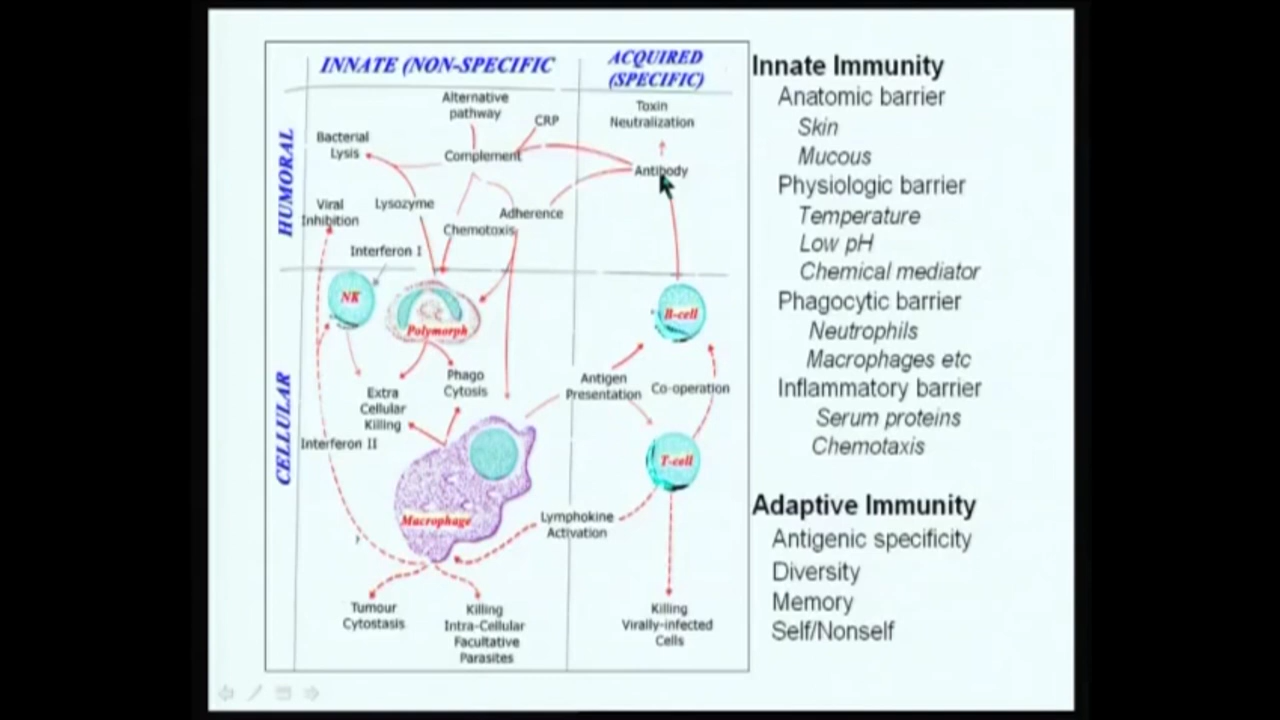 INNATE (NON-SPECIFIC
ACQUIRED
(SPECIFIC)
HUMORAL
CELLULAR
Alternative
pathway
CRP
Toxin
Neutralization
Bacterial
Lysis
Complement
Antibody
Viral
Inhibition
Lysozyme
Adherence
Chemotoxis
Interferon I
NK
Polymorph
B-cell
Extra
Cellular
Killing
Phago
Cytosis
Antigen
Presentation
Co-operation
Interferon II
T-cell
Macrophage
Lymphokine
Activation
Tumour
Cytostasis
Killing
Intra-Cellular
Facultative
Parasites
Killing
Virally-infected
Cells
Innate Immunity
Anatomic barrier
Skin
Mucous
Physiologic barrier
Temperature
Low pH
Chemical mediator
Phagocytic barrier
Neutrophils
Macrophages etc
Inflammatory barrier
Serum proteins
Chemotaxis
Adaptive Immunity
Antigenic specificity
Diversity
Memory
Self/Nonself